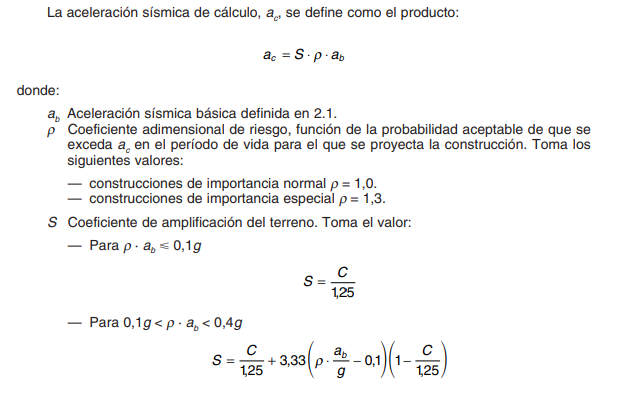 La aceleración sísmica de cálculo, a_c, se define como el producto:
a_c = S · ρ · a_b
donde:
a_b Aceleración sísmica básica definida en 2.1.
ρ Coeficiente adimensional de riesgo, función de la probabilidad aceptable de que se
exceda a_c en el período de vida para el que se proyecta la construcción. Toma los
siguientes valores:
— construcciones de importancia normal ρ = 1,0.
— construcciones de importancia especial ρ = 1,3.
S Coeficiente de amplificación del terreno. Toma el valor:
— Para ρ · a_b ≤ 0,1g
S = C / 1,25
— Para 0,1g < ρ · a_b < 0,4g
S = C / 1,25 + 3,33 (ρ · a_b / g − 0,1) (1 − C / 1,25)